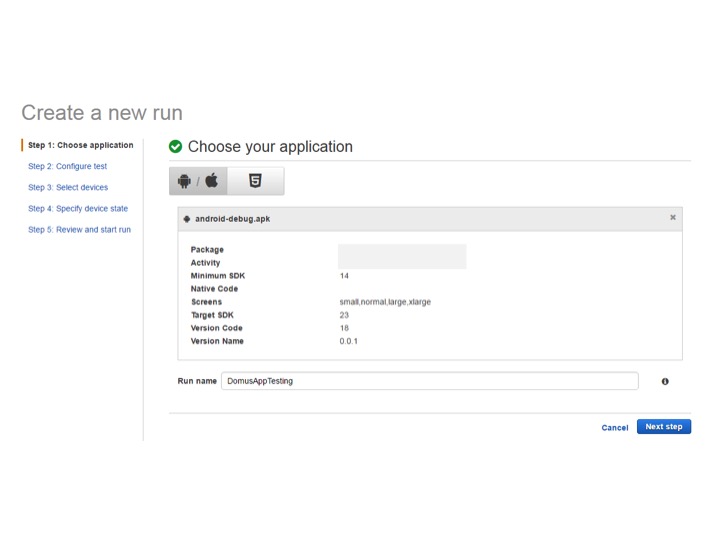 Create a new run
Step 1: Choose application
Step 2: Configure test
Step 3: Select devices
Step 4: Specify device state
Step 5: Review and start run
Choose your application
/
android-debug.apk
Package
Activity
Minimum SDK 14
Native Code
Screens small,normal,large,xlarge
Target SDK 23
Version Code 18
Version Name 0.0.1
Run name DomusAppTesting
Cancel Next step